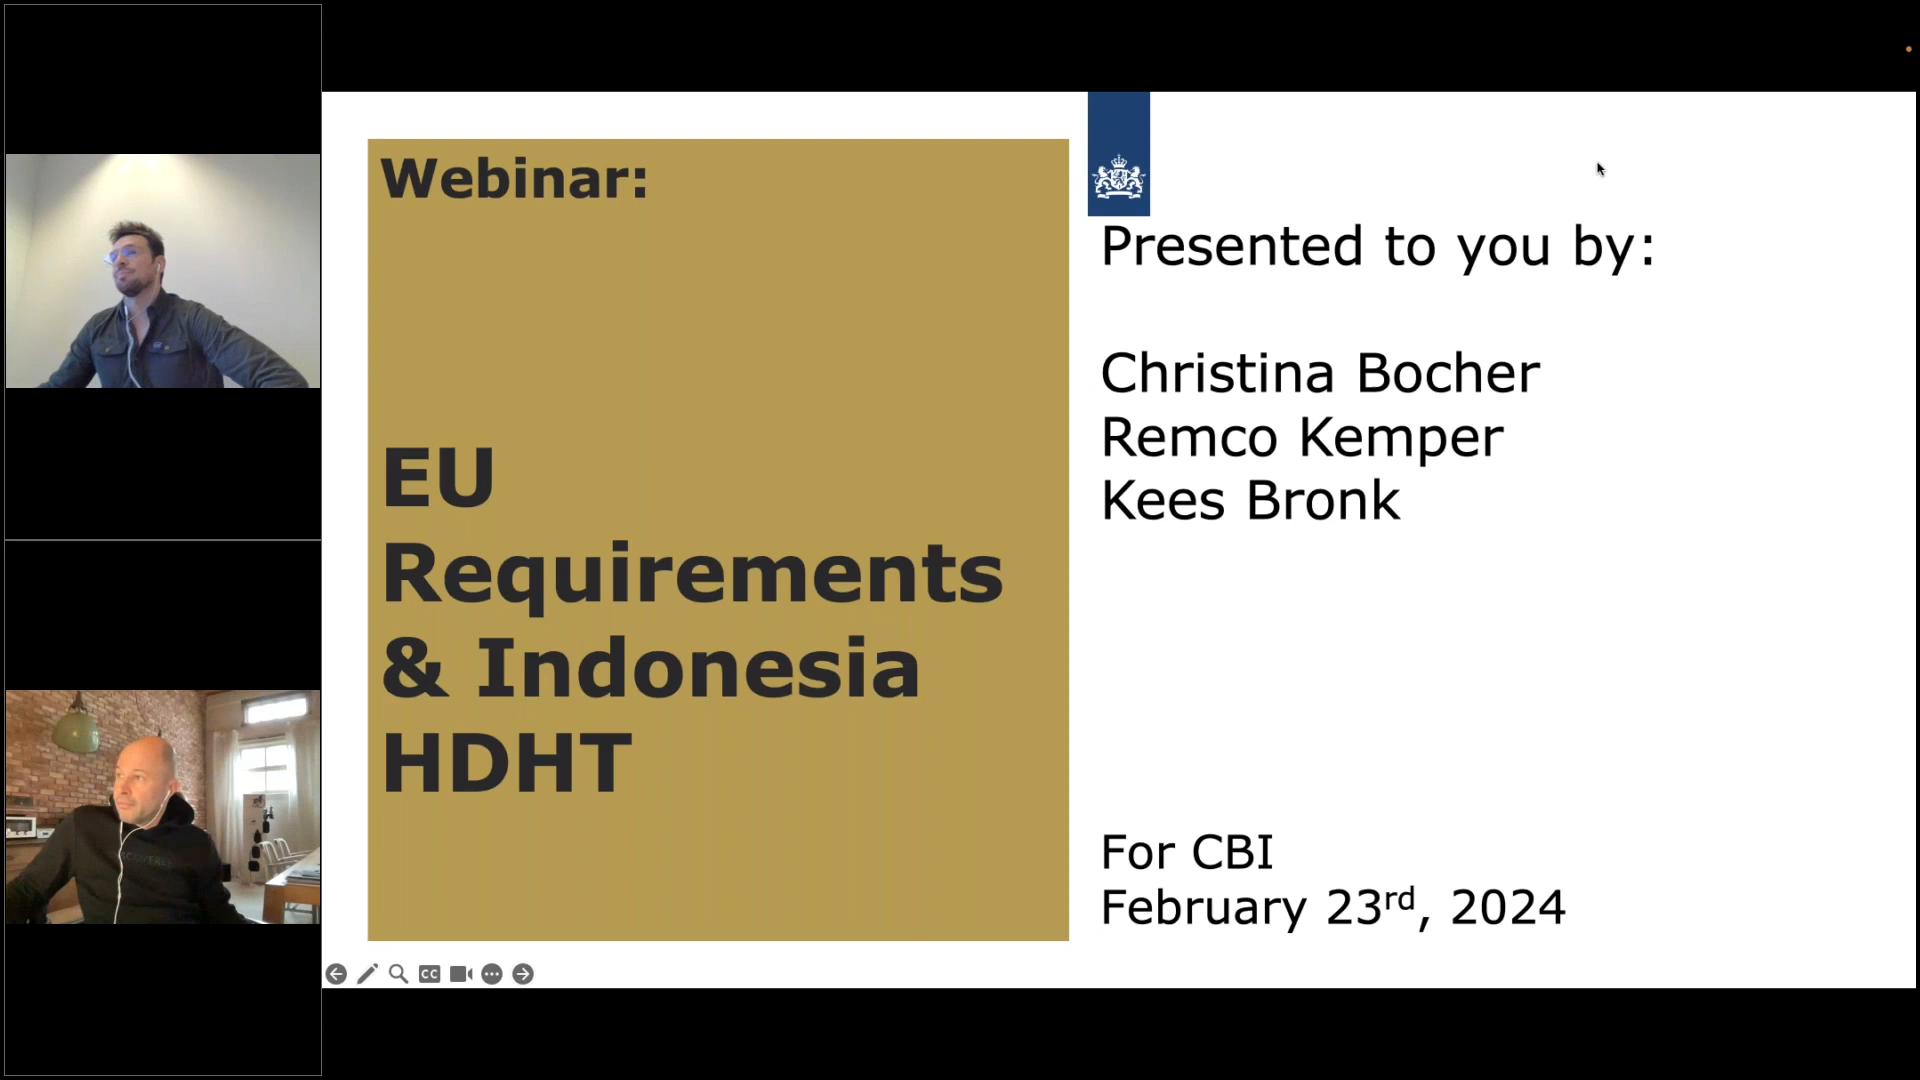 Webinar:
EU
Requirements
& Indonesia
HDHT
Presented to you by:
Christina Bocher
Remco Kemper
Kees Bronk
For CBI
February 23rd, 2024
CC